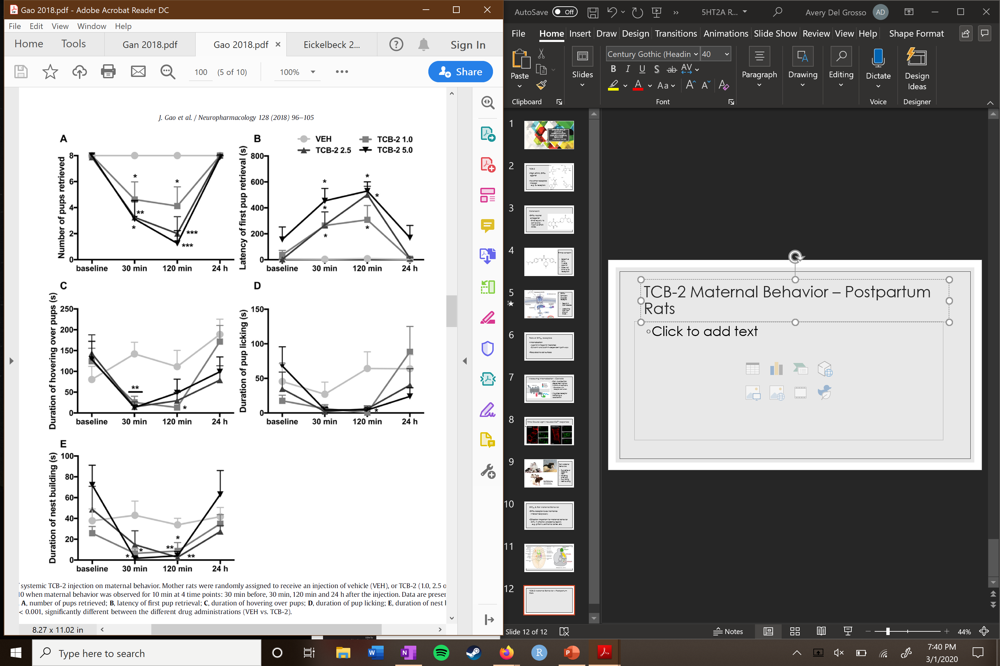 Gao 2018.pdf - Adobe Acrobat Reader DC
File Edit View Window Help
Home Tools Gan 2018.pdf Gao 2018.pdf Eickelbeck 2... Sign In
100 (5 of 10) 100% Share
J. Gao et al. / Neuropharmacology 128 (2018) 96–105
A
Number of pups retrieved
8
6
4
2
0
* * ** * *** ***
baseline 30 min 120 min 24 h
B
VEH TCB-2 1.0
TCB-2 2.5 TCB-2 5.0
Latency of first pup retrieval (s)
800
600
400
200
0
* * * * * *
baseline 30 min 120 min 24 h
C
Duration of hovering over pups (s)
250
200
150
100
50
0
** *
baseline 30 min 120 min 24 h
D
Duration of pup licking (s)
150
100
50
0
*
baseline 30 min 120 min 24 h
E
Duration of nest building (s)
100
80
60
40
20
0
* * ** * **
baseline 30 min 120 min 24 h
systemic TCB-2 injection on maternal behavior. Mother rats were randomly assigned to receive an injection of vehicle (VEH), or TCB-2 (1.0, 2.5 o
10 when maternal behavior was observed for 10 min at 4 time points: 30 min before, 30 min, 120 min and 24 h after the injection. Data are presen
A, number of pups retrieved; B, latency of first pup retrieval; C, duration of hovering over pups; D, duration of pup licking; E, duration of nest
< 0.001, significantly different between the different drug administrations (VEH vs. TCB-2).
8.27 x 11.02 in
AutoSave Off 5HT2A R... Avery Del Grosso AD
File Home Insert Draw Design Transitions Animations Slide Show Review View Help Shape Format
Paste
Clipboard
Slides
Century Gothic (Headin 40
B I U S ab AV
A Aa A A A
Font
Paragraph
Drawing
Editing
Dictate
Voice
Design
Ideas
Designer
1
2
TCB-2
3
Ketanserin
4
Pimavanserin
5
6
7
8
9
10
11
12
TCB-2 Maternal Behavior – Postpartum
Rats
TCB-2 Maternal Behavior – Postpartum
Rats
Click to add text
Slide 12 of 12 Notes 44%
Type here to search
7:40 PM
3/1/2020